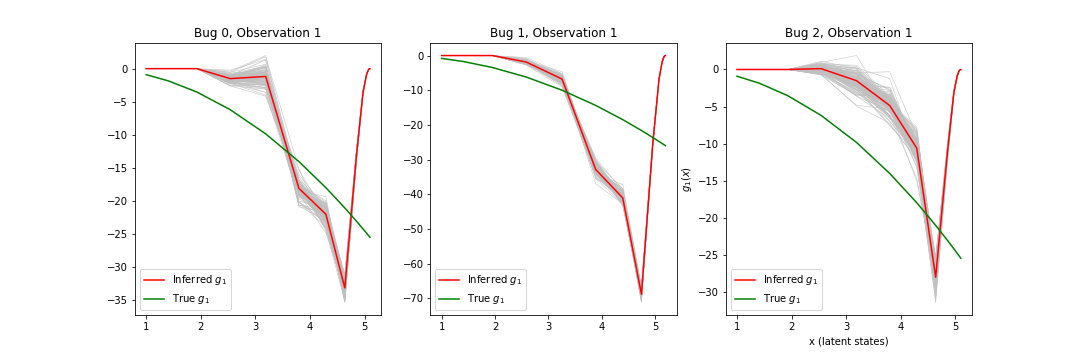 Bug 0, Observation 1
0
−5
−10
−15
−20
−25
−30
−35
1 2 3 4 5
Inferred g₁
True g₁
Bug 1, Observation 1
0
−10
−20
−30
−40
−50
−60
−70
1 2 3 4 5
Inferred g₁
True g₁
Bug 2, Observation 1
g₁(x)
0
−5
−10
−15
−20
−25
−30
1 2 3 4 5
x (latent states)
Inferred g₁
True g₁